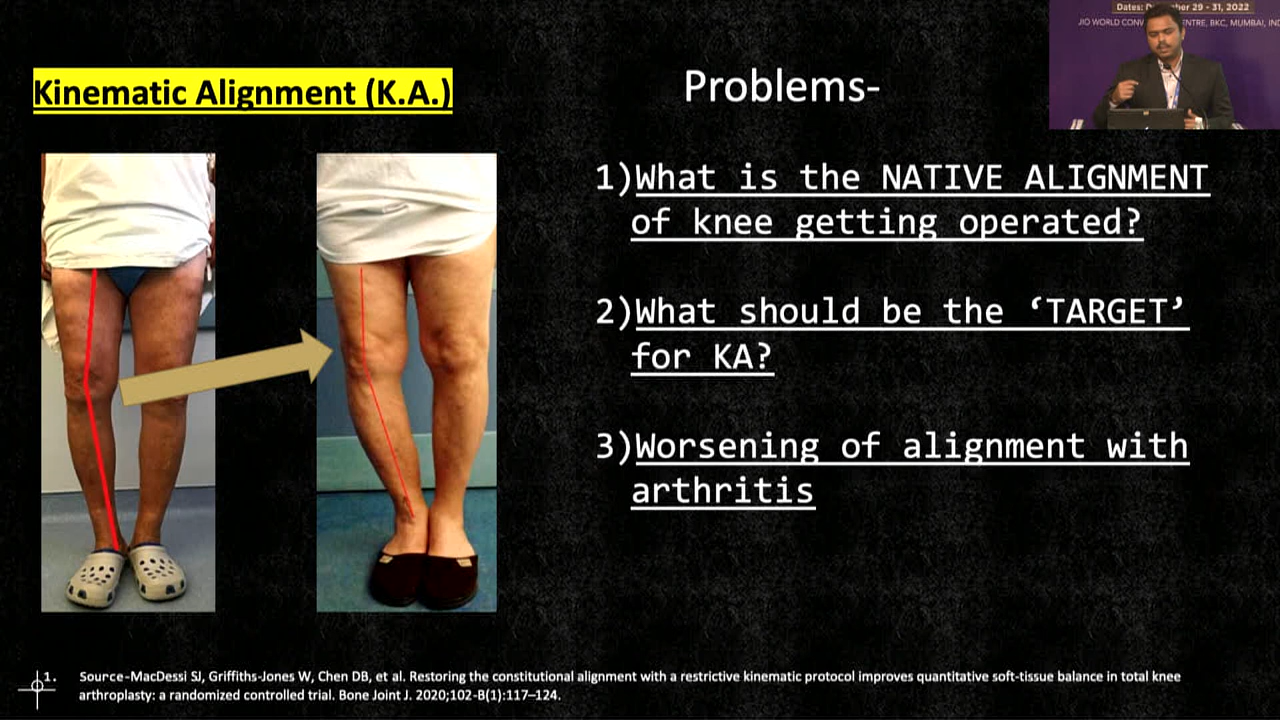 Dates: December 29 - 31, 2022
JIO WORLD CONV CENTRE, BKC, MUMBAI, IND
Kinematic Alignment (K.A.)
Problems-
1)What is the NATIVE ALIGNMENT
of knee getting operated?
2)What should be the ‘TARGET’
for KA?
3)Worsening of alignment with
arthritis
1. Source-MacDessi SJ, Griffiths-Jones W, Chen DB, et al. Restoring the constitutional alignment with a restrictive kinematic protocol improves quantitative soft-tissue balance in total knee
arthroplasty: a randomized controlled trial. Bone Joint J. 2020;102-B(1):117–124.